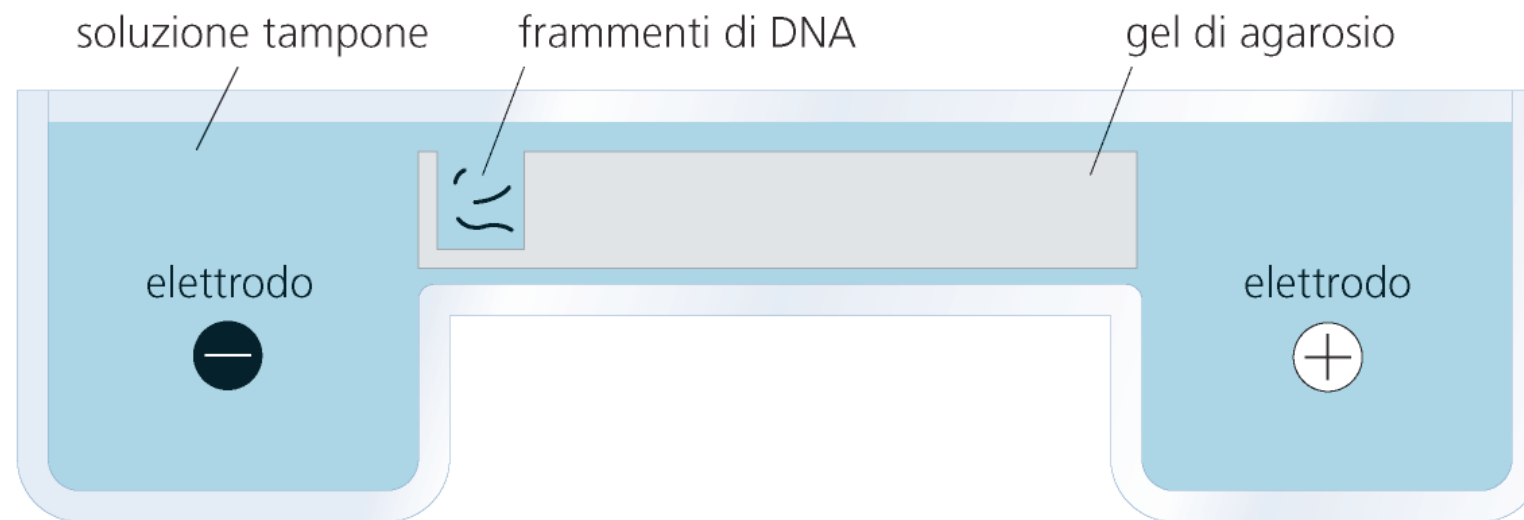 soluzione tampone
frammenti di DNA
gel di agarosio
elettrodo
elettrodo
−
+